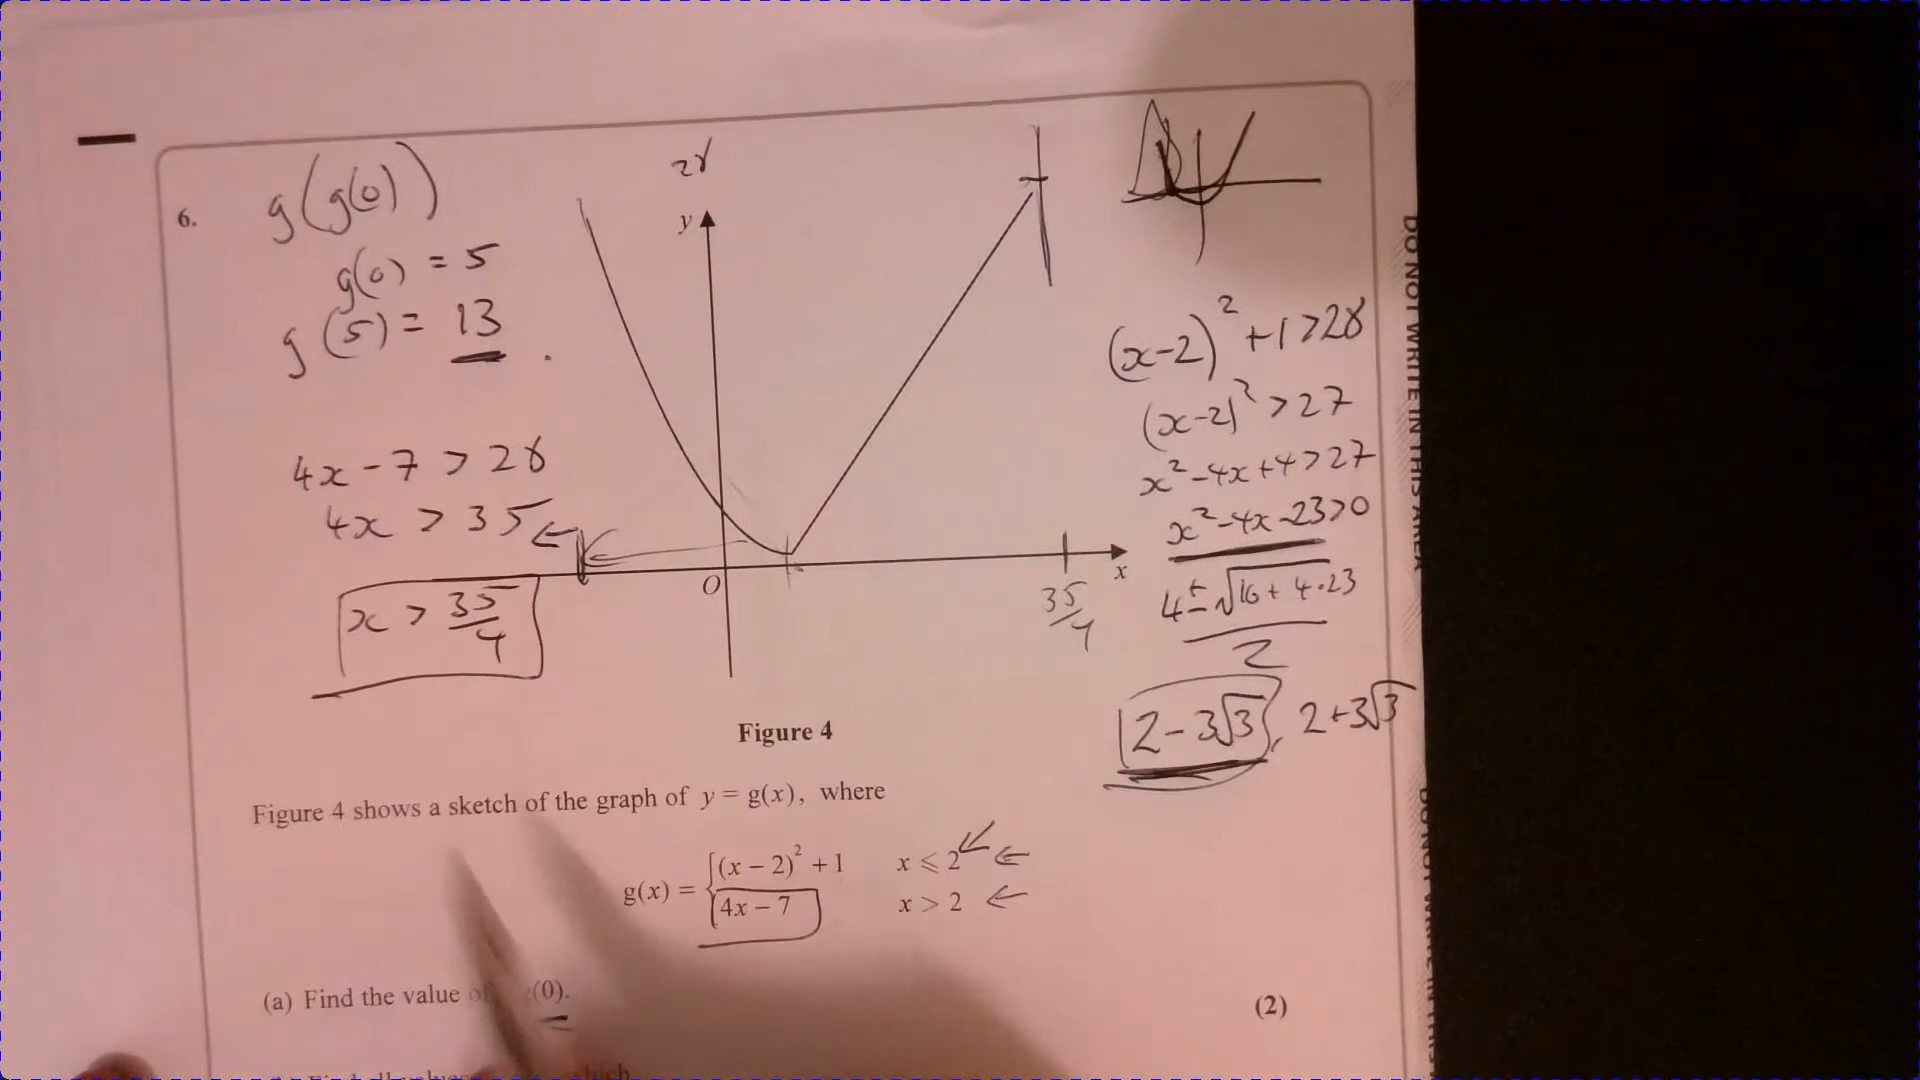 6.
g(g(0))
g(0) = 5
g(5) = 13
4x - 7 > 28
4x > 35
x > 35/4
28
y
O
x
35/4
(x-2)² + 1 > 28
(x-2)² > 27
x² - 4x + 4 > 27
x² - 4x - 23 > 0
4 ± √16 + 4·23
2
2 - 3√3, 2 + 3√3
Figure 4
Figure 4 shows a sketch of the graph of y = g(x), where
g(x) = { (x – 2)² + 1 x ⩽ 2
4x – 7 x > 2
(a) Find the value (0).
(2)
which
DO NOT WRITE IN THIS AREA